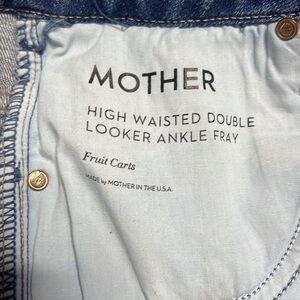 MOTHER
HIGH WAISTED DOUBLE
LOOKER ANKLE FRAY
Fruit Carts
MADE by MOTHER IN THE U.S.A.